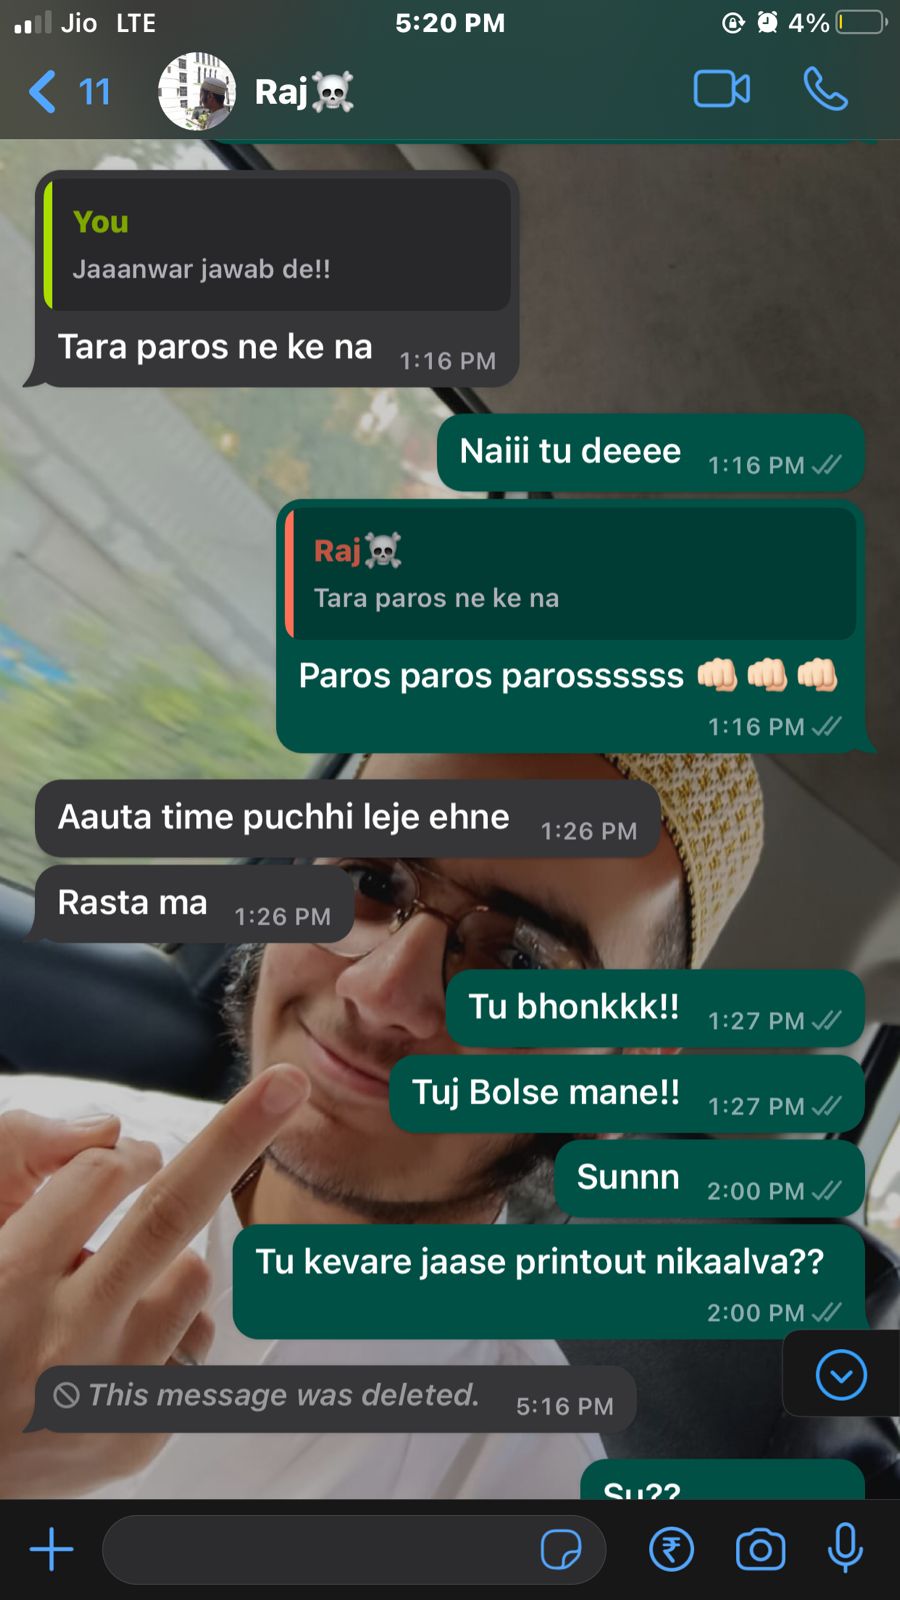 Jio LTE 5:20 PM 4%
11 Raj☠️
You
Jaaanwar jawab de!!
Tara paros ne ke na 1:16 PM
Naiii tu deeee 1:16 PM
Raj☠️
Tara paros ne ke na
Paros paros parossssss 👊🏻👊🏻👊🏻
1:16 PM
Aauta time puchhi leje ehne 1:26 PM
Rasta ma 1:26 PM
Tu bhonkkk!! 1:27 PM
Tuj Bolse mane!! 1:27 PM
Sunnn 2:00 PM
Tu kevare jaase printout nikaalva??
2:00 PM
This message was deleted. 5:16 PM
Su??
₹